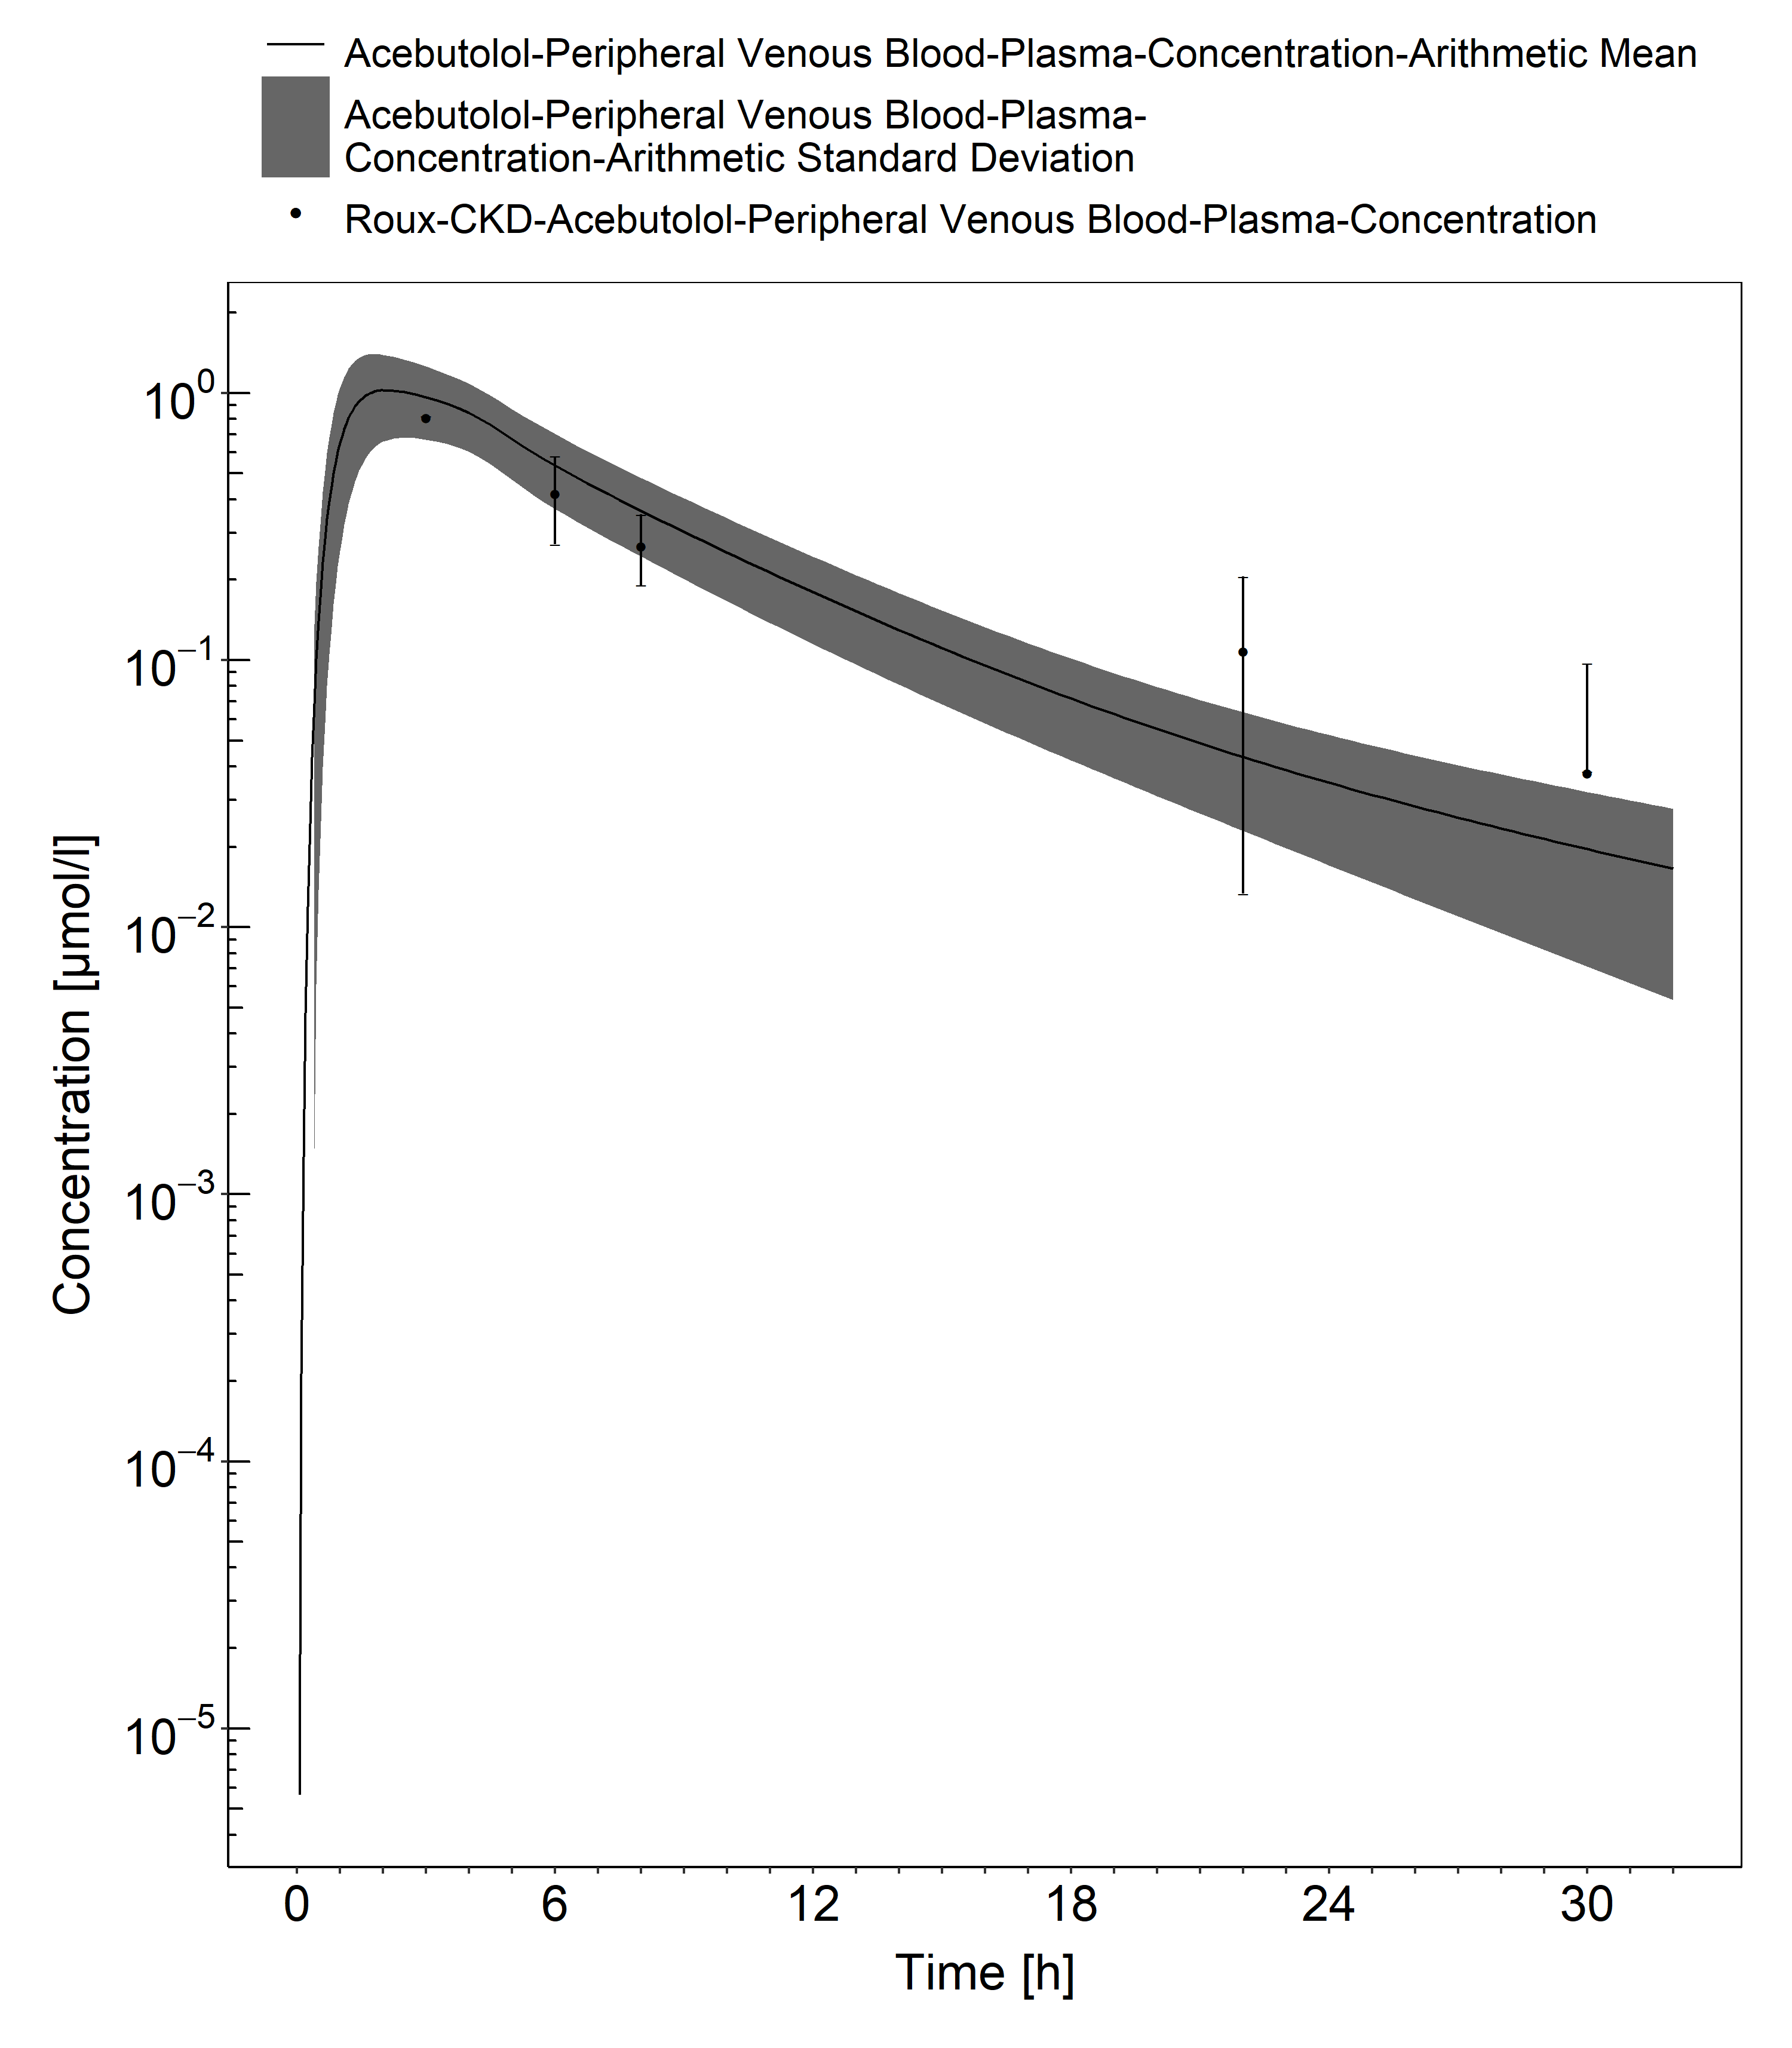 Acebutolol-Peripheral Venous Blood-Plasma-Concentration-Arithmetic Mean
Acebutolol-Peripheral Venous Blood-Plasma-
Concentration-Arithmetic Standard Deviation
Roux-CKD-Acebutolol-Peripheral Venous Blood-Plasma-Concentration
10⁰
10⁻¹
10⁻²
10⁻³
10⁻⁴
10⁻⁵
Concentration [µmol/l]
0 6 12 18 24 30
Time [h]